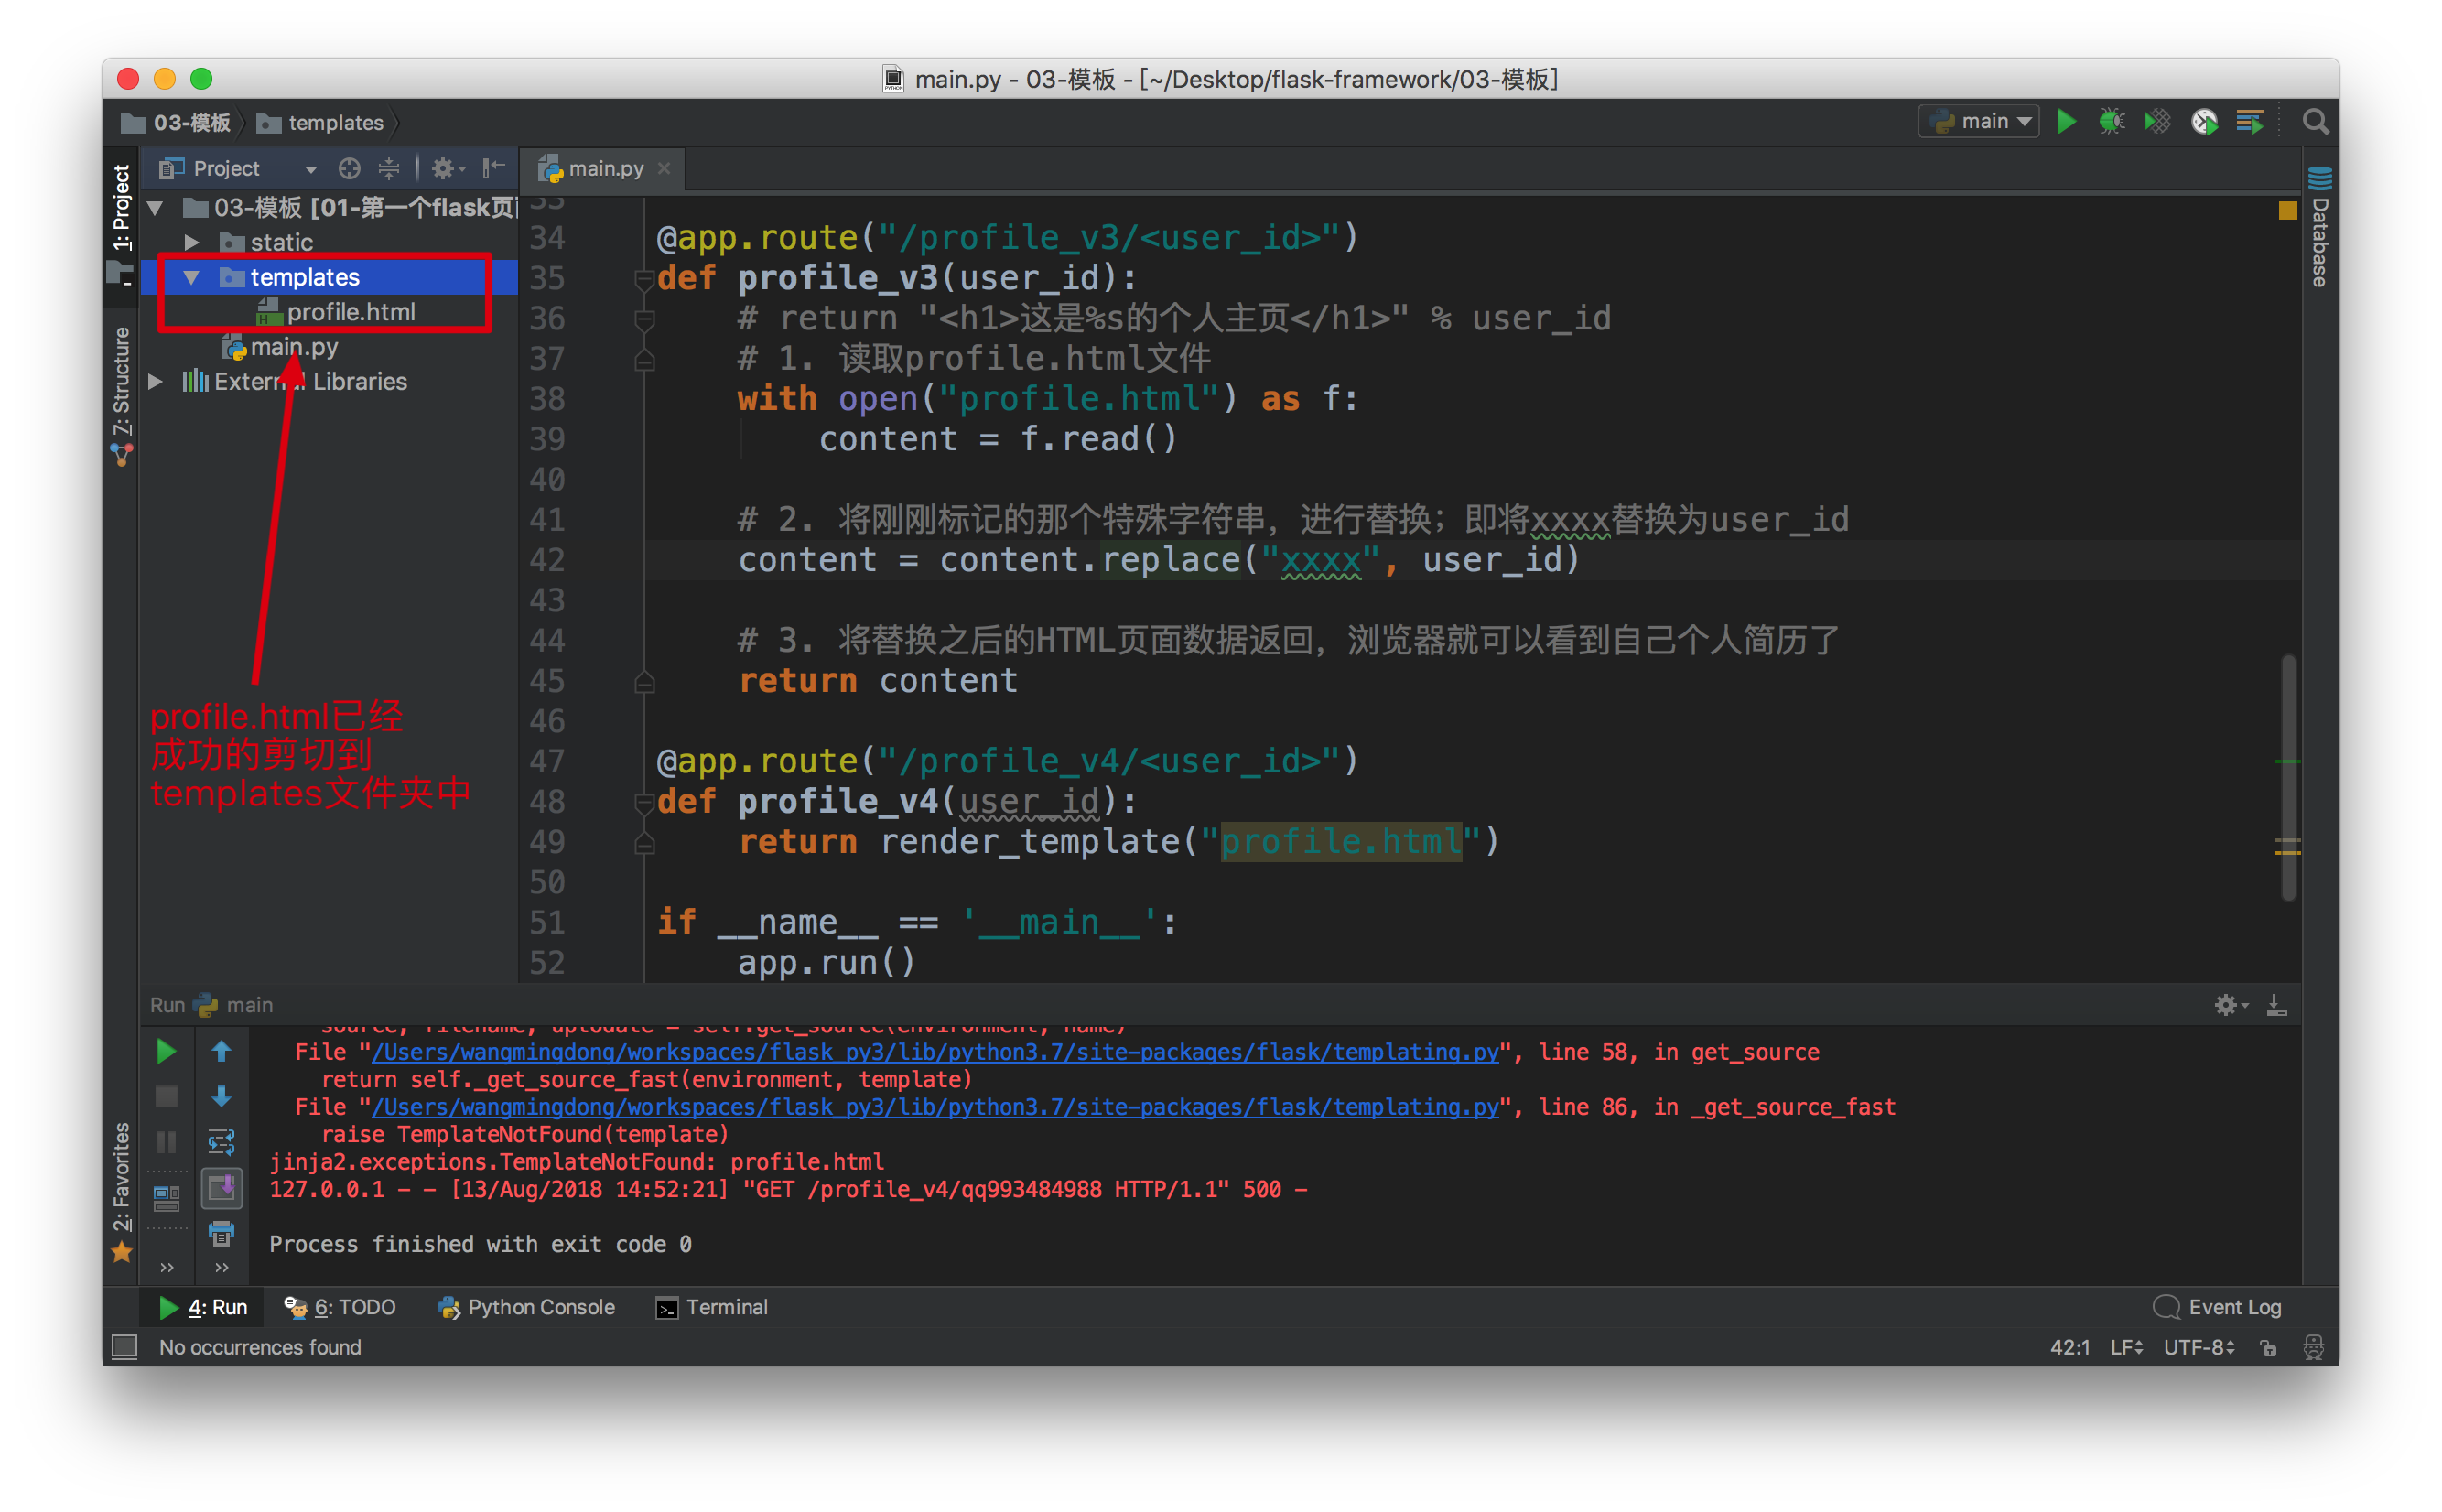 main.py - 03-模板 - [~/Desktop/flask-framework/03-模板]
03-模板 templates
main
1: Project
Project
main.py
03-模板 [01-第一个flask页
static
templates
profile.html
main.py
External Libraries
7: Structure
profile.html已经
成功的剪切到
templates文件夹中
2: Favorites
Database
33
34 @app.route("/profile_v3/<user_id>")
35 def profile_v3(user_id):
36 # return "<h1>这是%s的个人主页</h1>" % user_id
37 # 1. 读取profile.html文件
38 with open("profile.html") as f:
39 content = f.read()
40
41 # 2. 将刚刚标记的那个特殊字符串，进行替换；即将xxxx替换为user_id
42 content = content.replace("xxxx", user_id)
43
44 # 3. 将替换之后的HTML页面数据返回，浏览器就可以看到自己个人简历了
45 return content
46
47 @app.route("/profile_v4/<user_id>")
48 def profile_v4(user_id):
49 return render_template("profile.html")
50
51 if __name__ == '__main__':
52 app.run()
Run main
source, filename, uptodate = self.get_source(environment, name)
File "/Users/wangmingdong/workspaces/flask_py3/lib/python3.7/site-packages/flask/templating.py", line 58, in get_source
return self._get_source_fast(environment, template)
File "/Users/wangmingdong/workspaces/flask_py3/lib/python3.7/site-packages/flask/templating.py", line 86, in _get_source_fast
raise TemplateNotFound(template)
jinja2.exceptions.TemplateNotFound: profile.html
127.0.0.1 - - [13/Aug/2018 14:52:21] "GET /profile_v4/qq993484988 HTTP/1.1" 500 -
Process finished with exit code 0
4: Run 6: TODO Python Console Terminal Event Log
No occurrences found 42:1 LF UTF-8